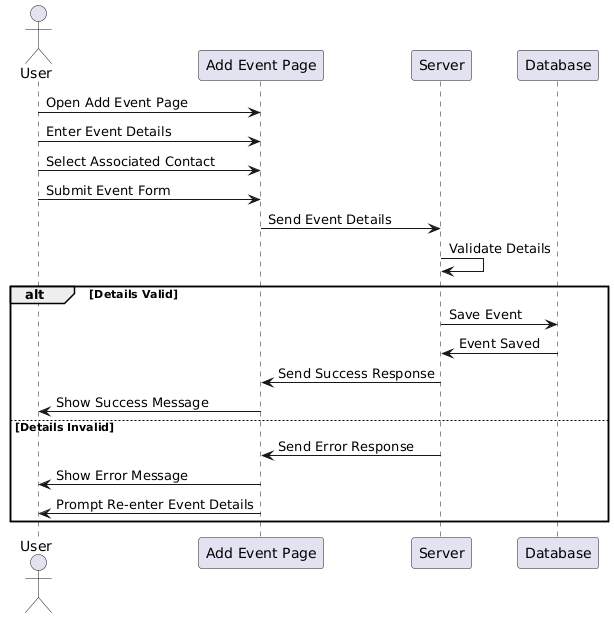 User
Add Event Page
Server
Database
Open Add Event Page
Enter Event Details
Select Associated Contact
Submit Event Form
Send Event Details
Validate Details
alt
[Details Valid]
Save Event
Event Saved
Send Success Response
Show Success Message
[Details Invalid]
Send Error Response
Show Error Message
Prompt Re-enter Event Details
User
Add Event Page
Server
Database